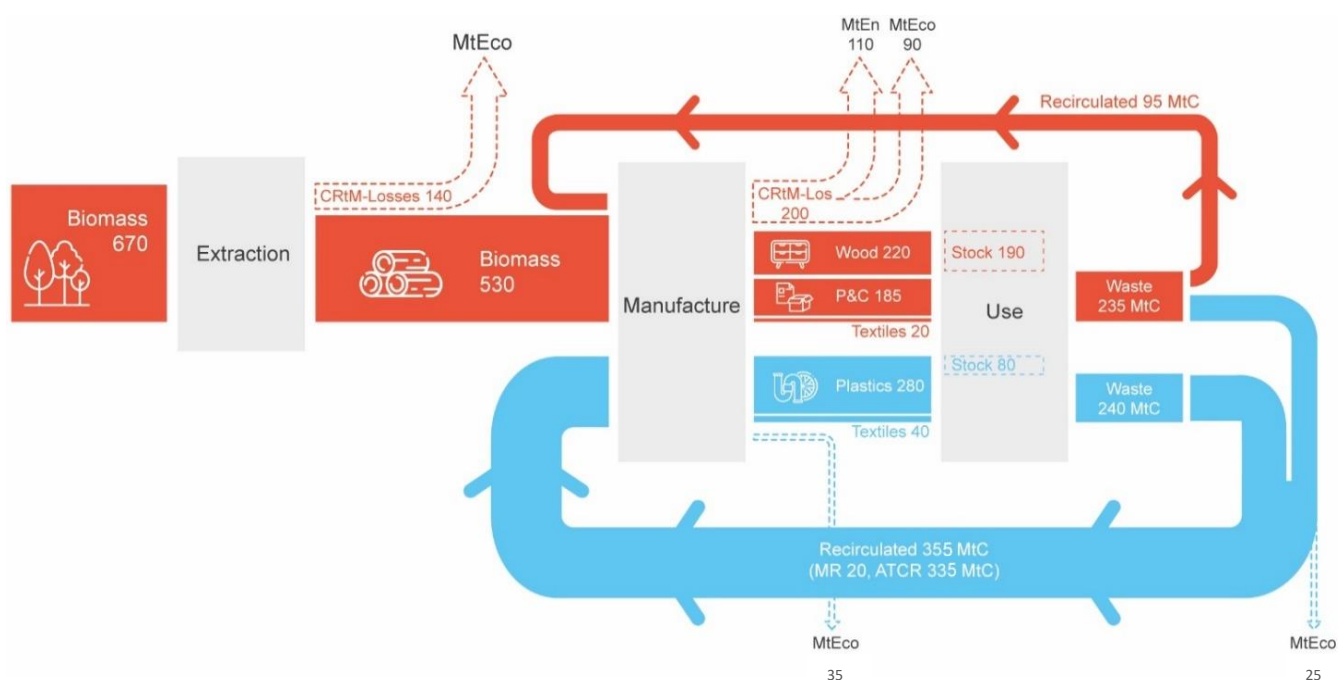 MtEco
MtEn
110
MtEco
90
Recirculated 95 MtC
Biomass
670
Extraction
CRtM-Losses 140
Biomass
530
Manufacture
CRtM-Los
200
Wood 220
P&C 185
Textiles 20
Plastics 280
Textiles 40
Stock 190
Use
Stock 80
Waste
235 MtC
Waste
240 MtC
Recirculated 355 MtC
(MR 20, ATCR 335 MtC)
MtEco
35
MtEco
25